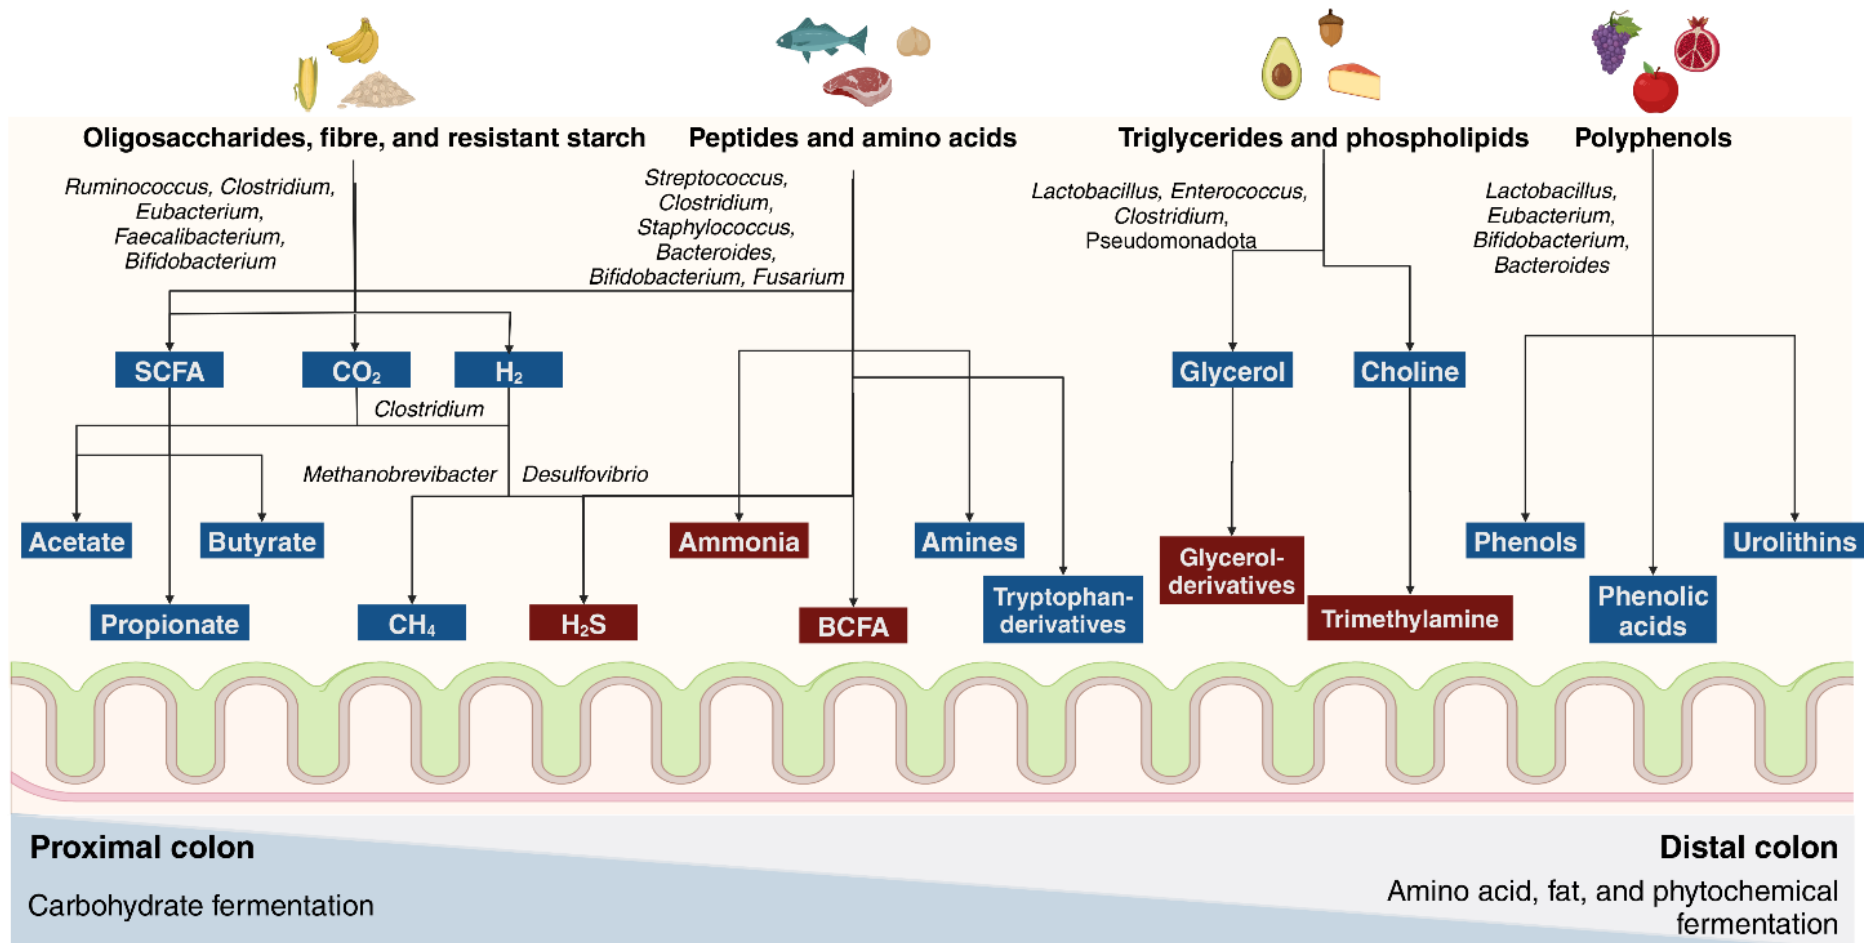 Oligosaccharides, fibre, and resistant starch
Peptides and amino acids
Triglycerides and phospholipids
Polyphenols
Ruminococcus, Clostridium,
Eubacterium,
Faecalibacterium,
Bifidobacterium
Streptococcus,
Clostridium,
Staphylococcus,
Bacteroides,
Bifidobacterium, Fusarium
Lactobacillus, Enterococcus,
Clostridium,
Pseudomonadota
Lactobacillus,
Eubacterium,
Bifidobacterium,
Bacteroides
SCFA
CO₂
H₂
Glycerol
Choline
Clostridium
Methanobrevibacter
Desulfovibrio
Acetate
Butyrate
Ammonia
Amines
Phenols
Urolithins
Propionate
CH₄
H₂S
BCFA
Tryptophan-
derivatives
Glycerol-
derivatives
Trimethylamine
Phenolic
acids
Proximal colon
Carbohydrate fermentation
Distal colon
Amino acid, fat, and phytochemical
fermentation